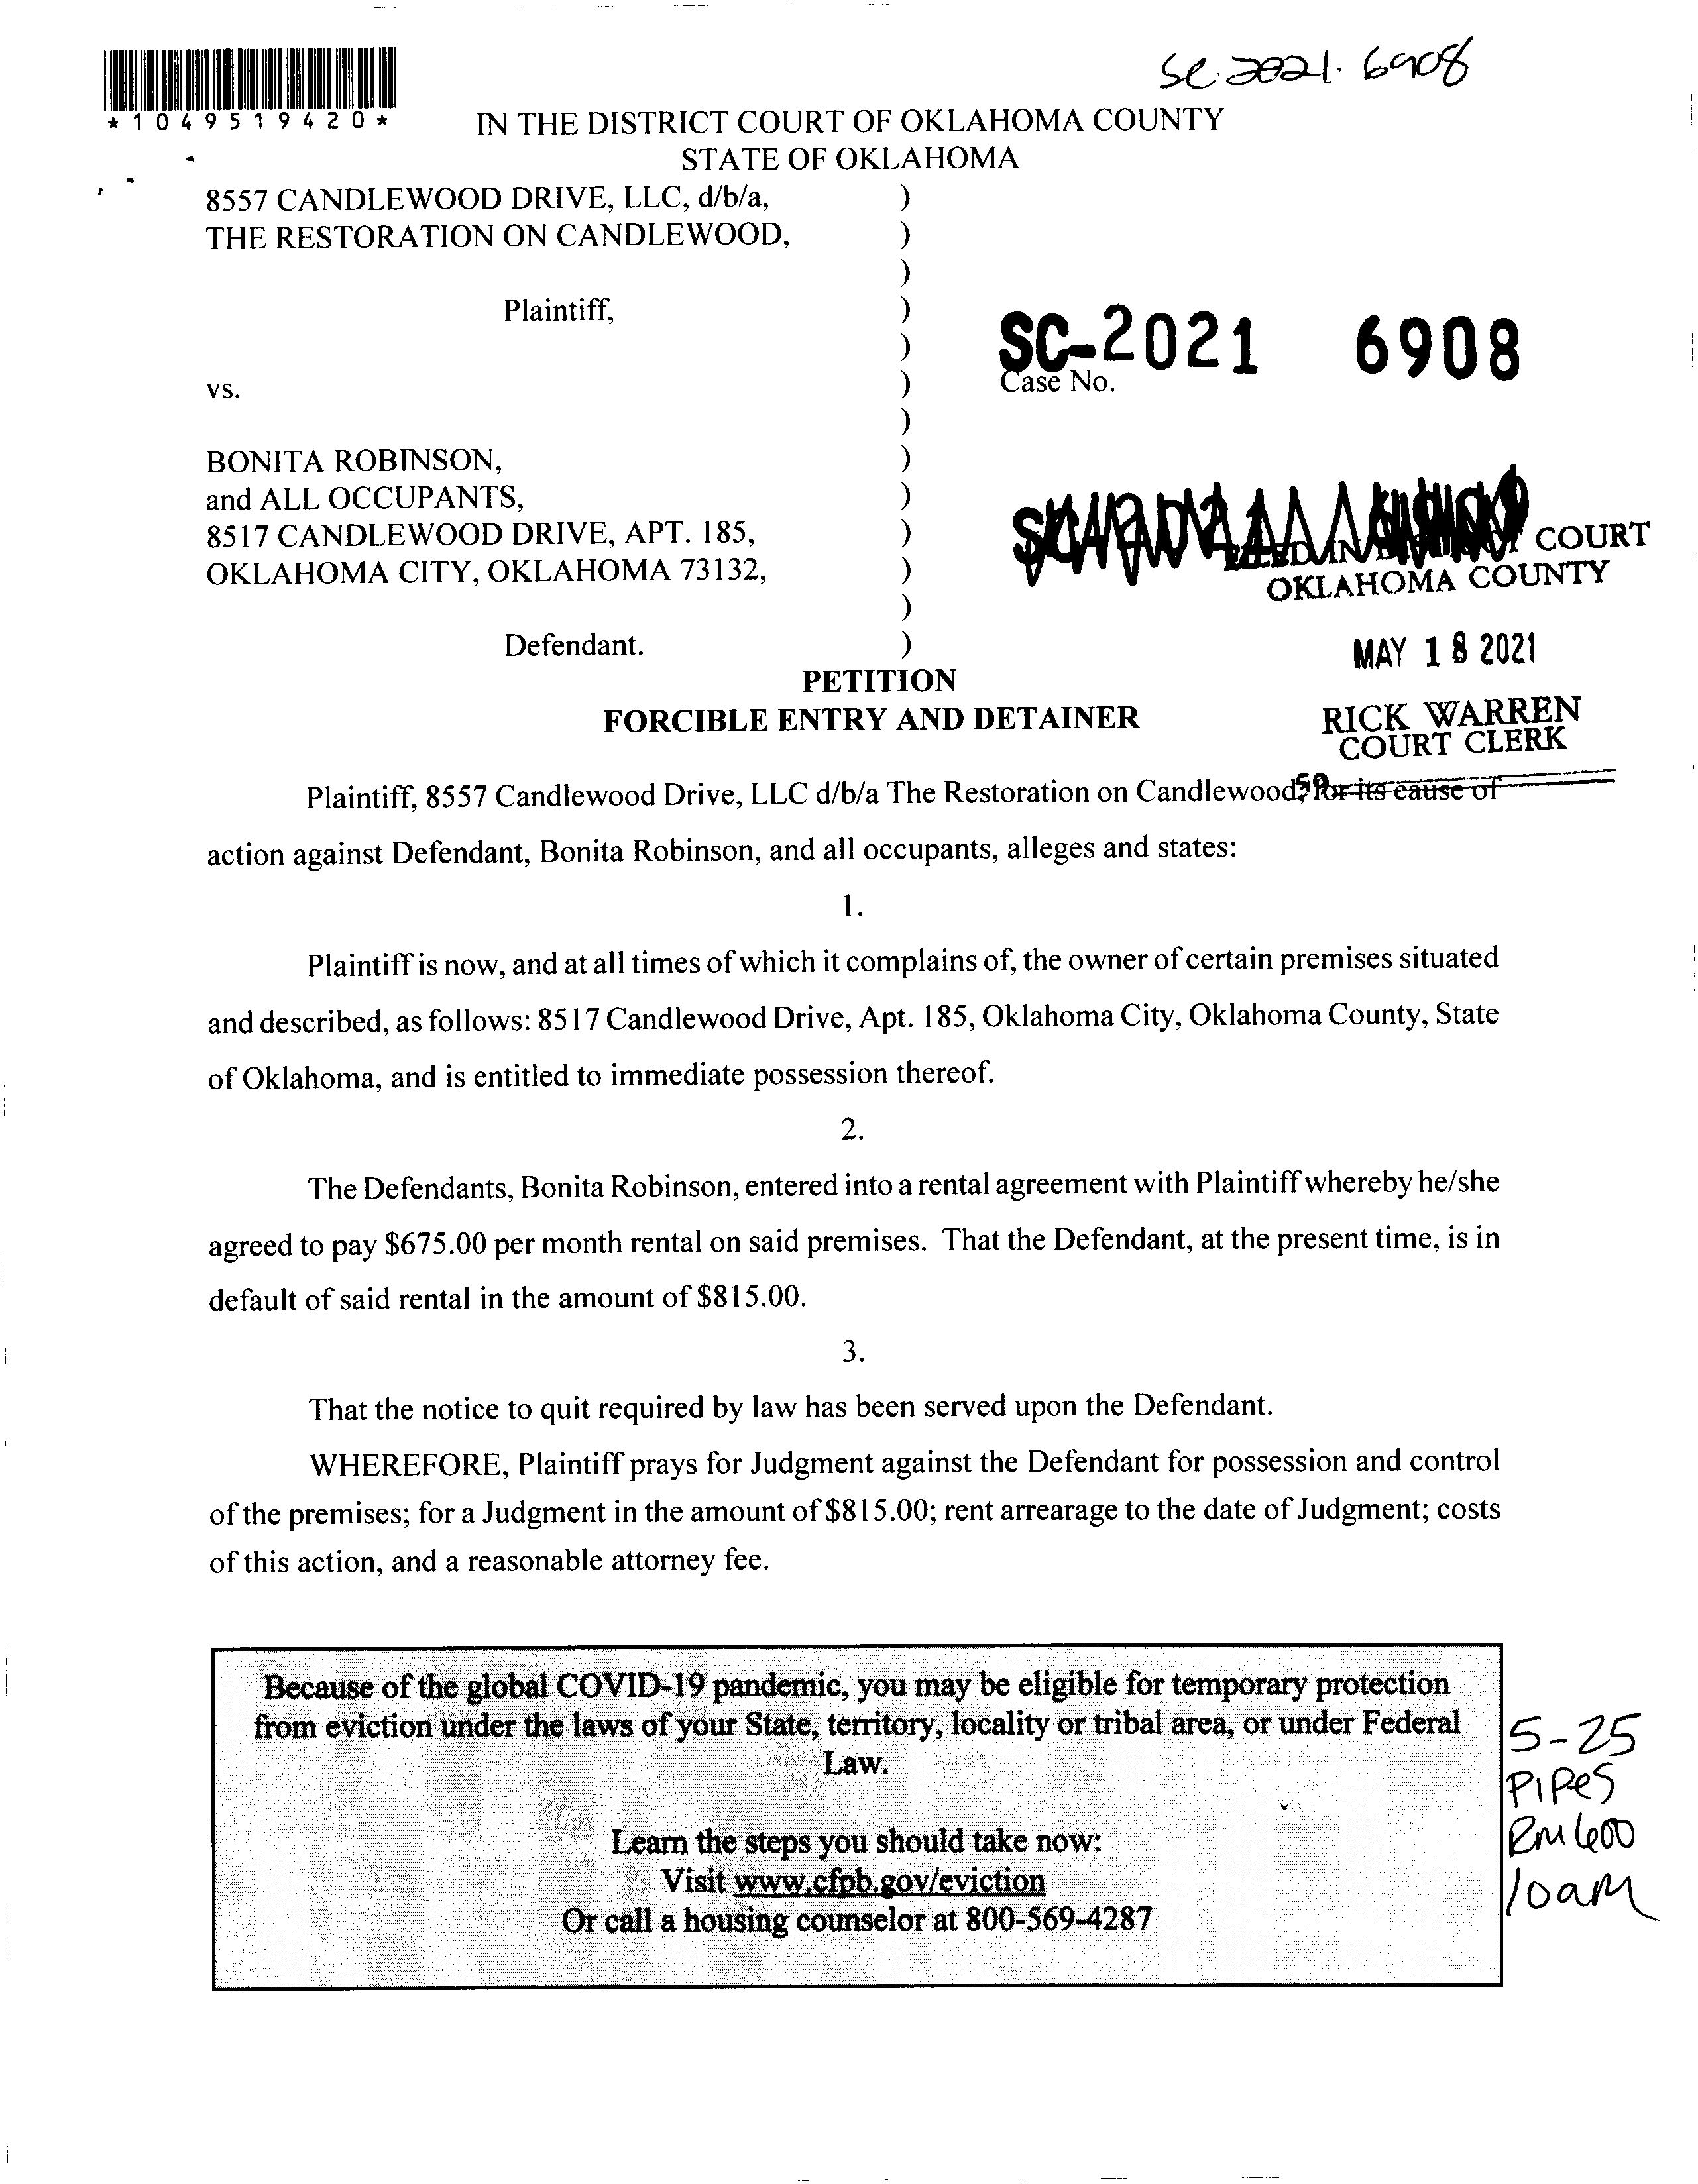 SC-2021-6908
*1049519420*
IN THE DISTRICT COURT OF OKLAHOMA COUNTY
STATE OF OKLAHOMA
8557 CANDLEWOOD DRIVE, LLC, d/b/a, )
THE RESTORATION ON CANDLEWOOD, )
)
Plaintiff, )
)
SC-2021 6908
vs. ) Case No.
)
BONITA ROBINSON, )
and ALL OCCUPANTS, )
8517 CANDLEWOOD DRIVE, APT. 185, )
COURT
OKLAHOMA CITY, OKLAHOMA 73132, )
OKLAHOMA COUNTY
)
Defendant. )
MAY 18 2021
PETITION
FORCIBLE ENTRY AND DETAINER
RICK WARREN
COURT CLERK
Plaintiff, 8557 Candlewood Drive, LLC d/b/a The Restoration on Candlewood, for its cause of
action against Defendant, Bonita Robinson, and all occupants, alleges and states:
1.
Plaintiff is now, and at all times of which it complains of, the owner of certain premises situated
and described, as follows: 8517 Candlewood Drive, Apt. 185, Oklahoma City, Oklahoma County, State
of Oklahoma, and is entitled to immediate possession thereof.
2.
The Defendants, Bonita Robinson, entered into a rental agreement with Plaintiff whereby he/she
agreed to pay $675.00 per month rental on said premises. That the Defendant, at the present time, is in
default of said rental in the amount of $815.00.
3.
That the notice to quit required by law has been served upon the Defendant.
WHEREFORE, Plaintiff prays for Judgment against the Defendant for possession and control
of the premises; for a Judgment in the amount of $815.00; rent arrearage to the date of Judgment; costs
of this action, and a reasonable attorney fee.
Because of the global COVID-19 pandemic, you may be eligible for temporary protection
from eviction under the laws of your State, territory, locality or tribal area, or under Federal
Law.
Learn the steps you should take now:
Visit www.cfpb.gov/eviction
Or call a housing counselor at 800-569-4287
5-25
Pipes
Rm 600
10am